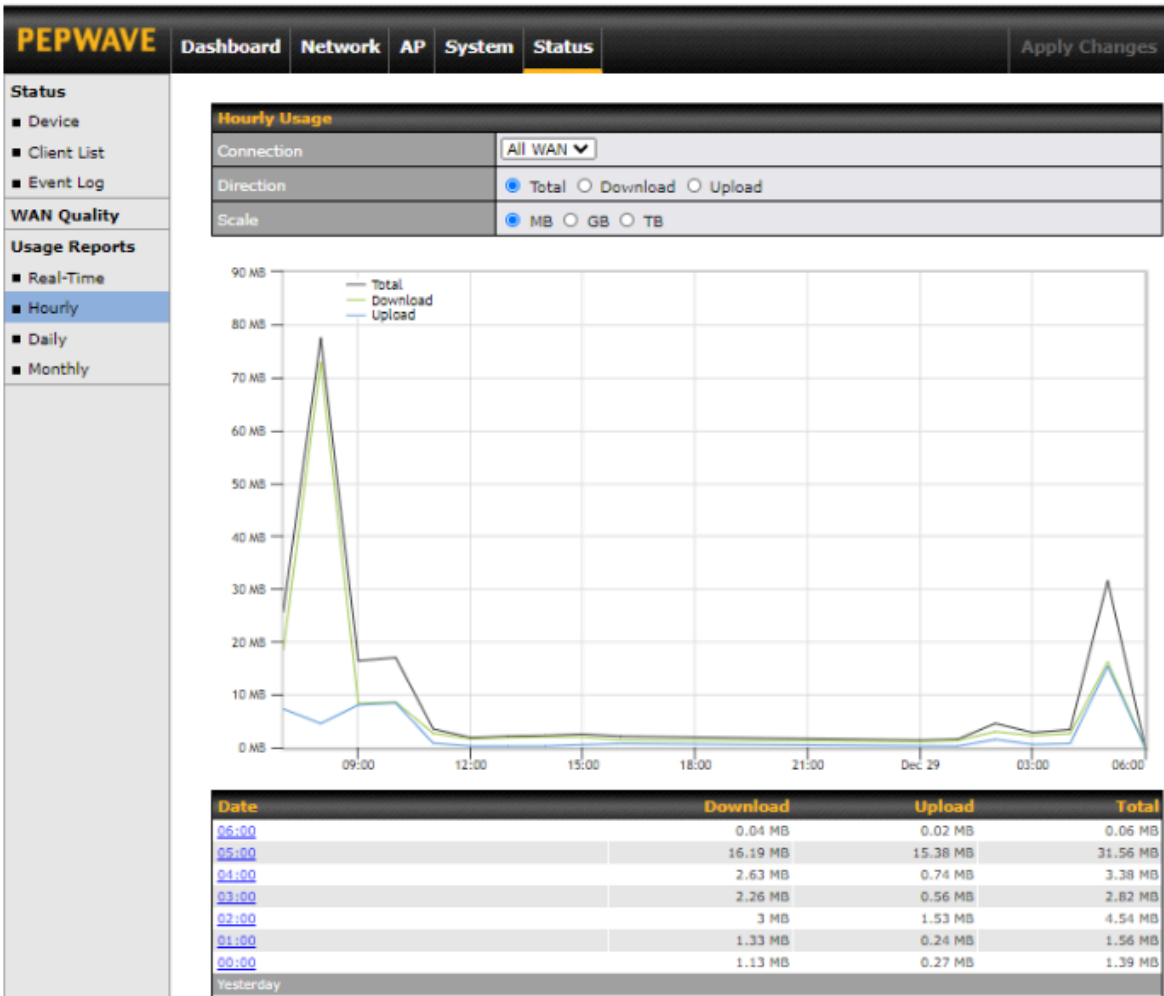 PEPWAVE Dashboard Network AP System Status Apply Changes
Status
Device
Client List
Event Log
WAN Quality
Usage Reports
Real-Time
Hourly
Daily
Monthly
Hourly Usage
Connection All WAN
Direction Total Download Upload
Scale MB GB TB
90 MB
80 MB
70 MB
60 MB
50 MB
40 MB
30 MB
20 MB
10 MB
0 MB
Total
Download
Upload
09:00 12:00 15:00 18:00 21:00 Dec 29 03:00 06:00
Date Download Upload Total
06:00 0.04 MB 0.02 MB 0.06 MB
05:00 16.19 MB 15.38 MB 31.56 MB
04:00 2.63 MB 0.74 MB 3.38 MB
03:00 2.26 MB 0.56 MB 2.82 MB
02:00 3 MB 1.53 MB 4.54 MB
01:00 1.33 MB 0.24 MB 1.56 MB
00:00 1.13 MB 0.27 MB 1.39 MB
Yesterday